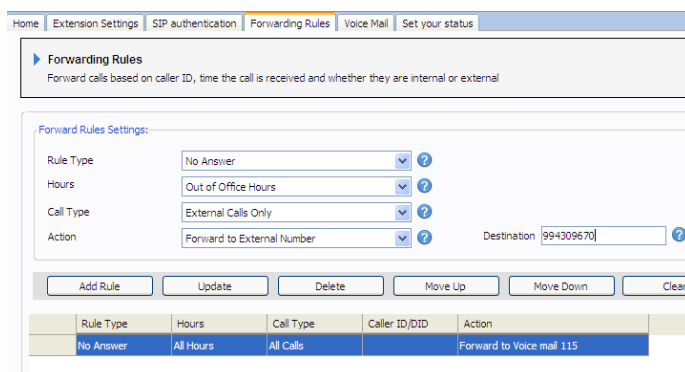 Home Extension Settings SIP authentication Forwarding Rules Voice Mail Set your status
Forwarding Rules
Forward calls based on caller ID, time the call is received and whether they are internal or external
Forward Rules Settings:
Rule Type No Answer ?
Hours Out of Office Hours ?
Call Type External Calls Only ?
Action Forward to External Number ? Destination 994309670 ?
Add Rule Update Delete Move Up Move Down Clear
Rule Type Hours Call Type Caller ID/DID Action
No Answer All Hours All Calls Forward to Voice mail 115